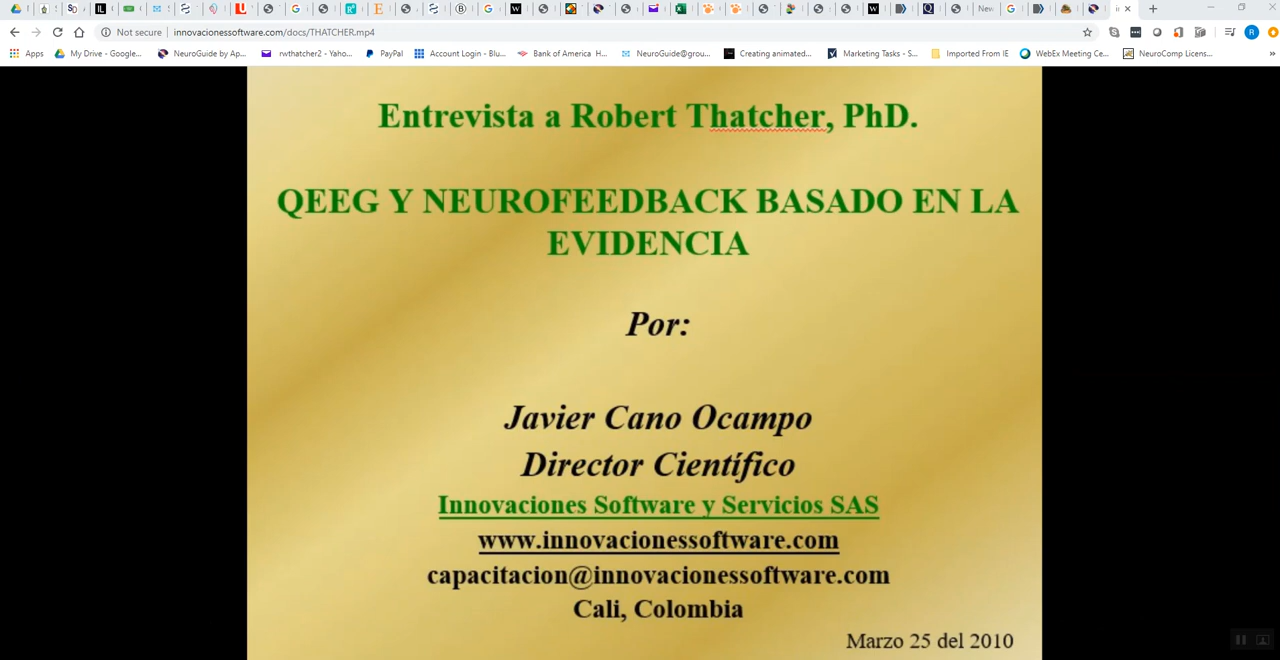 Not secure | innovacionessoftware.com/docs/THATCHER.mp4
Apps My Drive - Google... NeuroGuide by Ap... rwthatcher2 - Yaho... PayPal Account Login - Blu... Bank of America H... NeuroGuide@grou... Creating animated... Marketing Tasks - S... Imported From IE WebEx Meeting Ce... NeuroComp Licens... »
Entrevista a Robert Thatcher, PhD.
QEEG Y NEUROFEEDBACK BASADO EN LA
EVIDENCIA
Por:
Javier Cano Ocampo
Director Científico
Innovaciones Software y Servicios SAS
www.innovacionessoftware.com
capacitacion@innovacionessoftware.com
Cali, Colombia
Marzo 25 del 2010